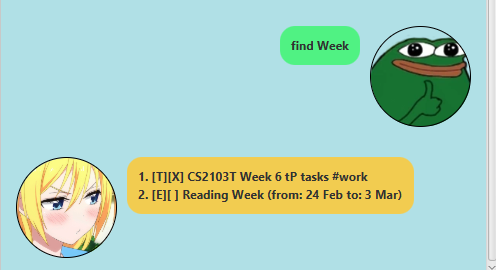 find Week
1. [T][X] CS2103T Week 6 tP tasks #work
2. [E][ ] Reading Week (from: 24 Feb to: 3 Mar)